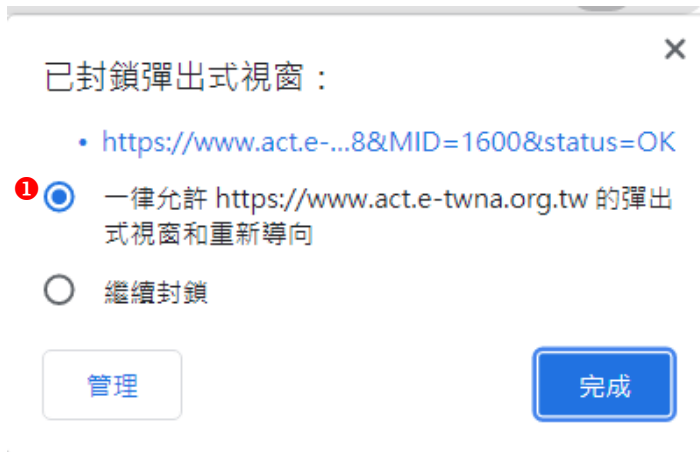 已封鎖彈出式視窗：
• https://www.act.e-...8&MID=1600&status=OK
❶ 一律允許 https://www.act.e-twna.org.tw 的彈出
式視窗和重新導向
繼續封鎖
管理
完成